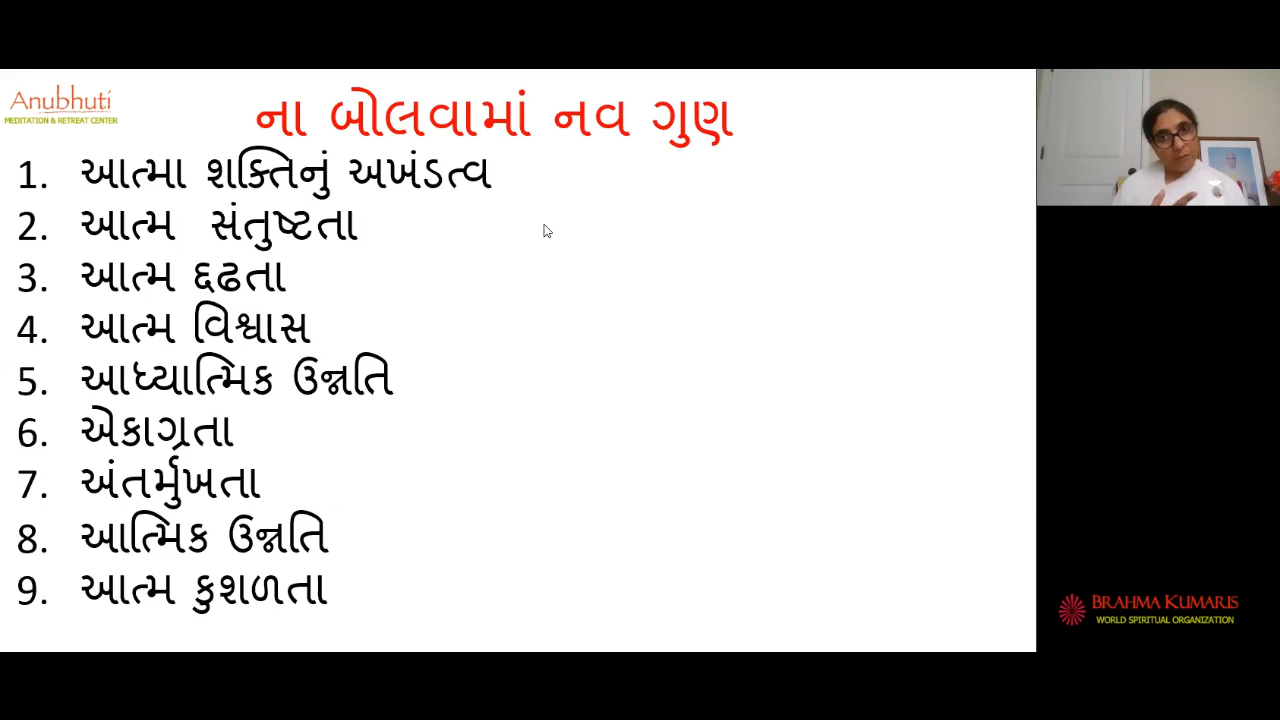 Anubhuti
MEDITATION & RETREAT CENTER
ના બોલવામાં નવ ગુણ
1. આત્મા શક્તિનું અખંડત્વ
2. આત્મ સંતુષ્ટતા
3. આત્મ દ્દઢતા
4. આત્મ વિશ્વાસ
5. આધ્યાત્મિક ઉન્નતિ
6. એકાગ્રતા
7. અંતર્મુખતા
8. આત્મિક ઉન્નતિ
9. આત્મ કુશળતા
BRAHMA KUMARIS
WORLD SPIRITUAL ORGANIZATION